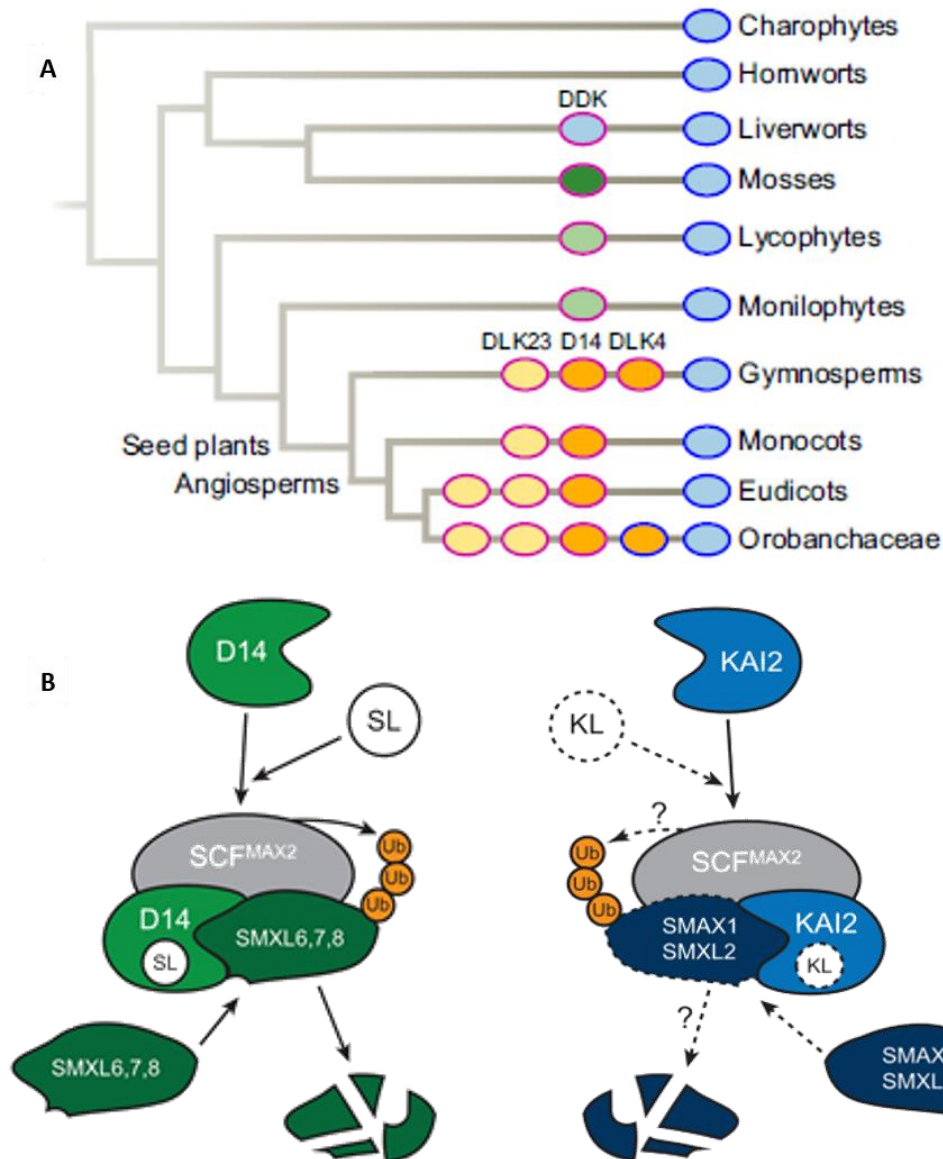 A
Charophytes
Hornworts
DDK
Liverworts
Mosses
Lycophytes
Monilophytes
DLK23 D14 DLK4
Gymnosperms
Seed plants
Monocots
Angiosperms
Eudicots
Orobanchaceae
B
D14
SL
SCFMAX2
Ub
Ub
Ub
D14
SL
SMXL6,7,8
SMXL6,7,8
KAI2
KL
?
SCFMAX2
Ub
Ub
Ub
SMAX1
SMXL2
KAI2
KL
?
SMAX
SMXL